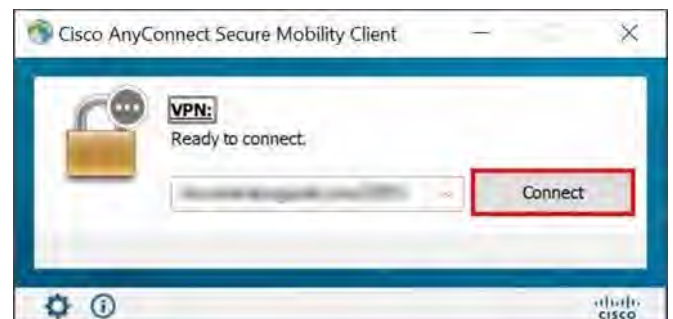 Cisco AnyConnect Secure Mobility Client
VPN:
Ready to connect.
Connect
CISCO